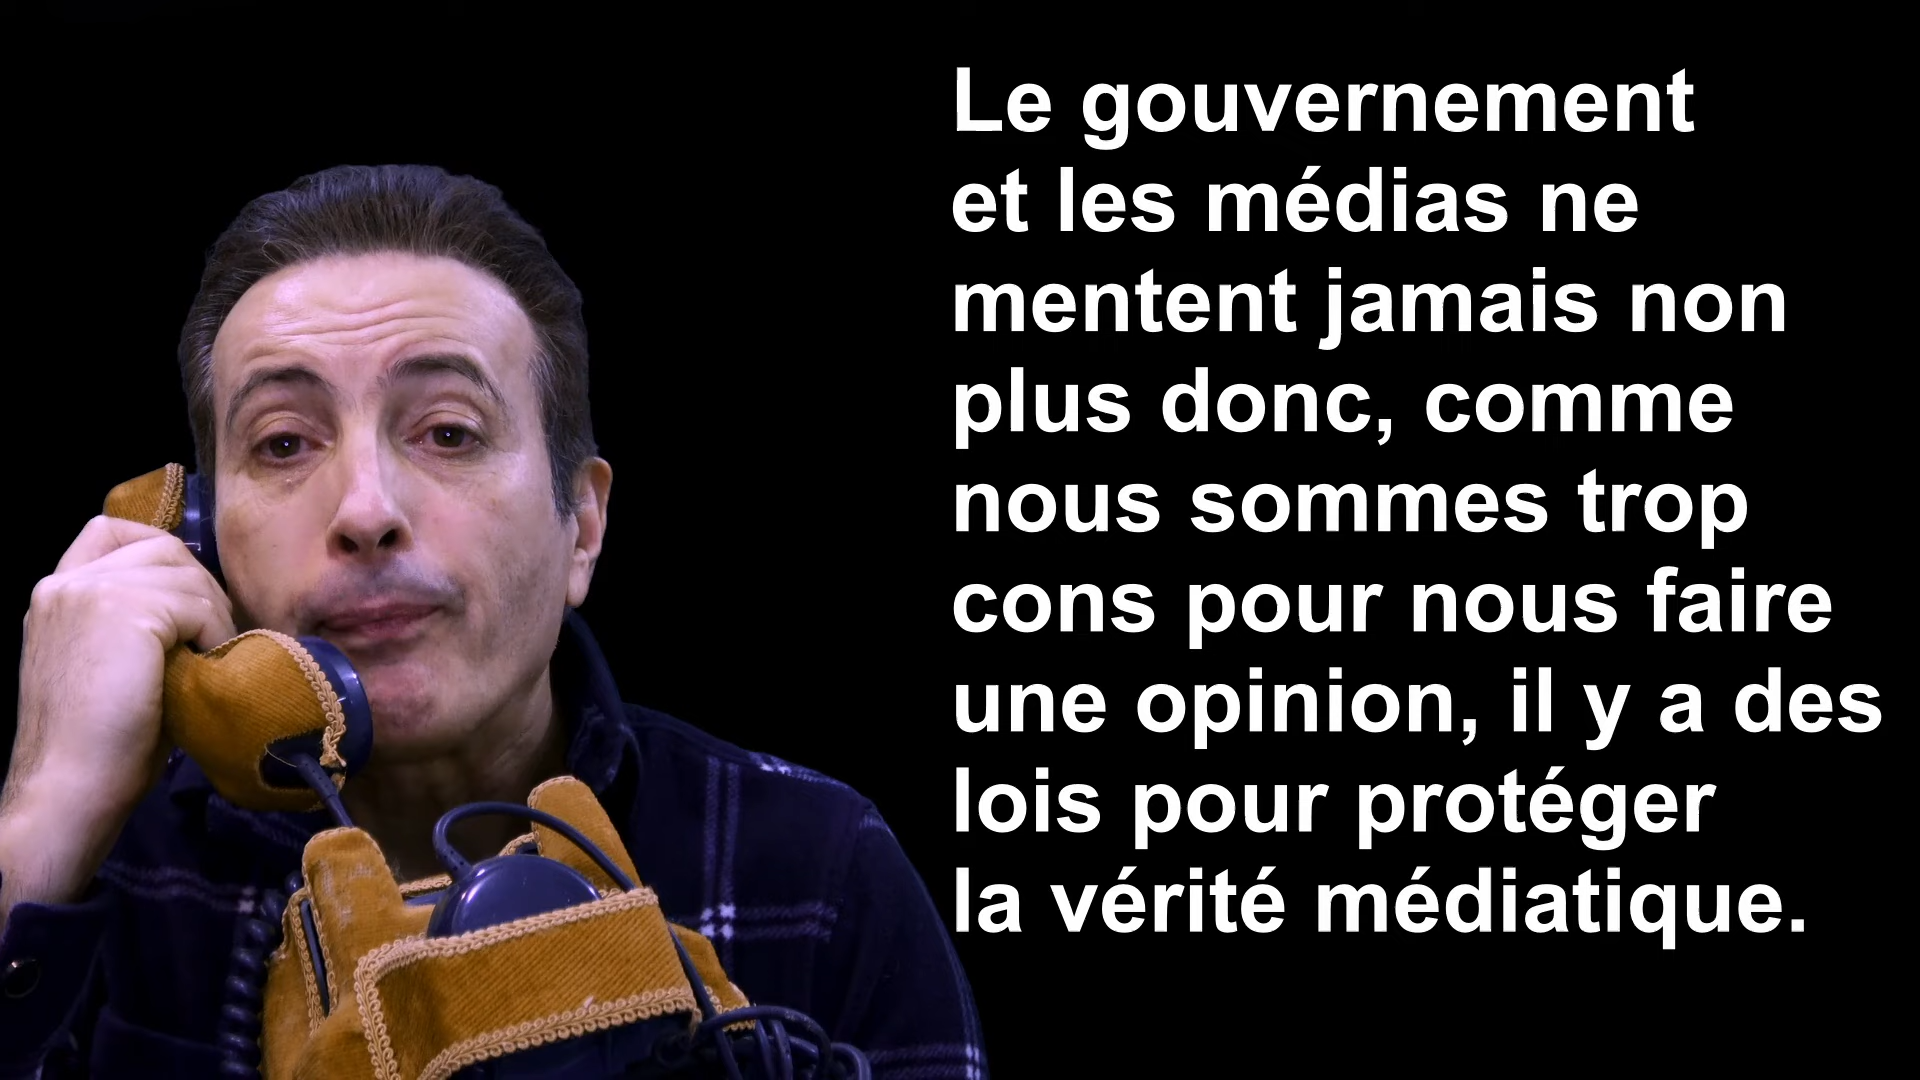 Le gouvernement
et les médias ne
mentent jamais non
plus donc, comme
nous sommes trop
cons pour nous faire
une opinion, il y a des
lois pour protéger
la vérité médiatique.